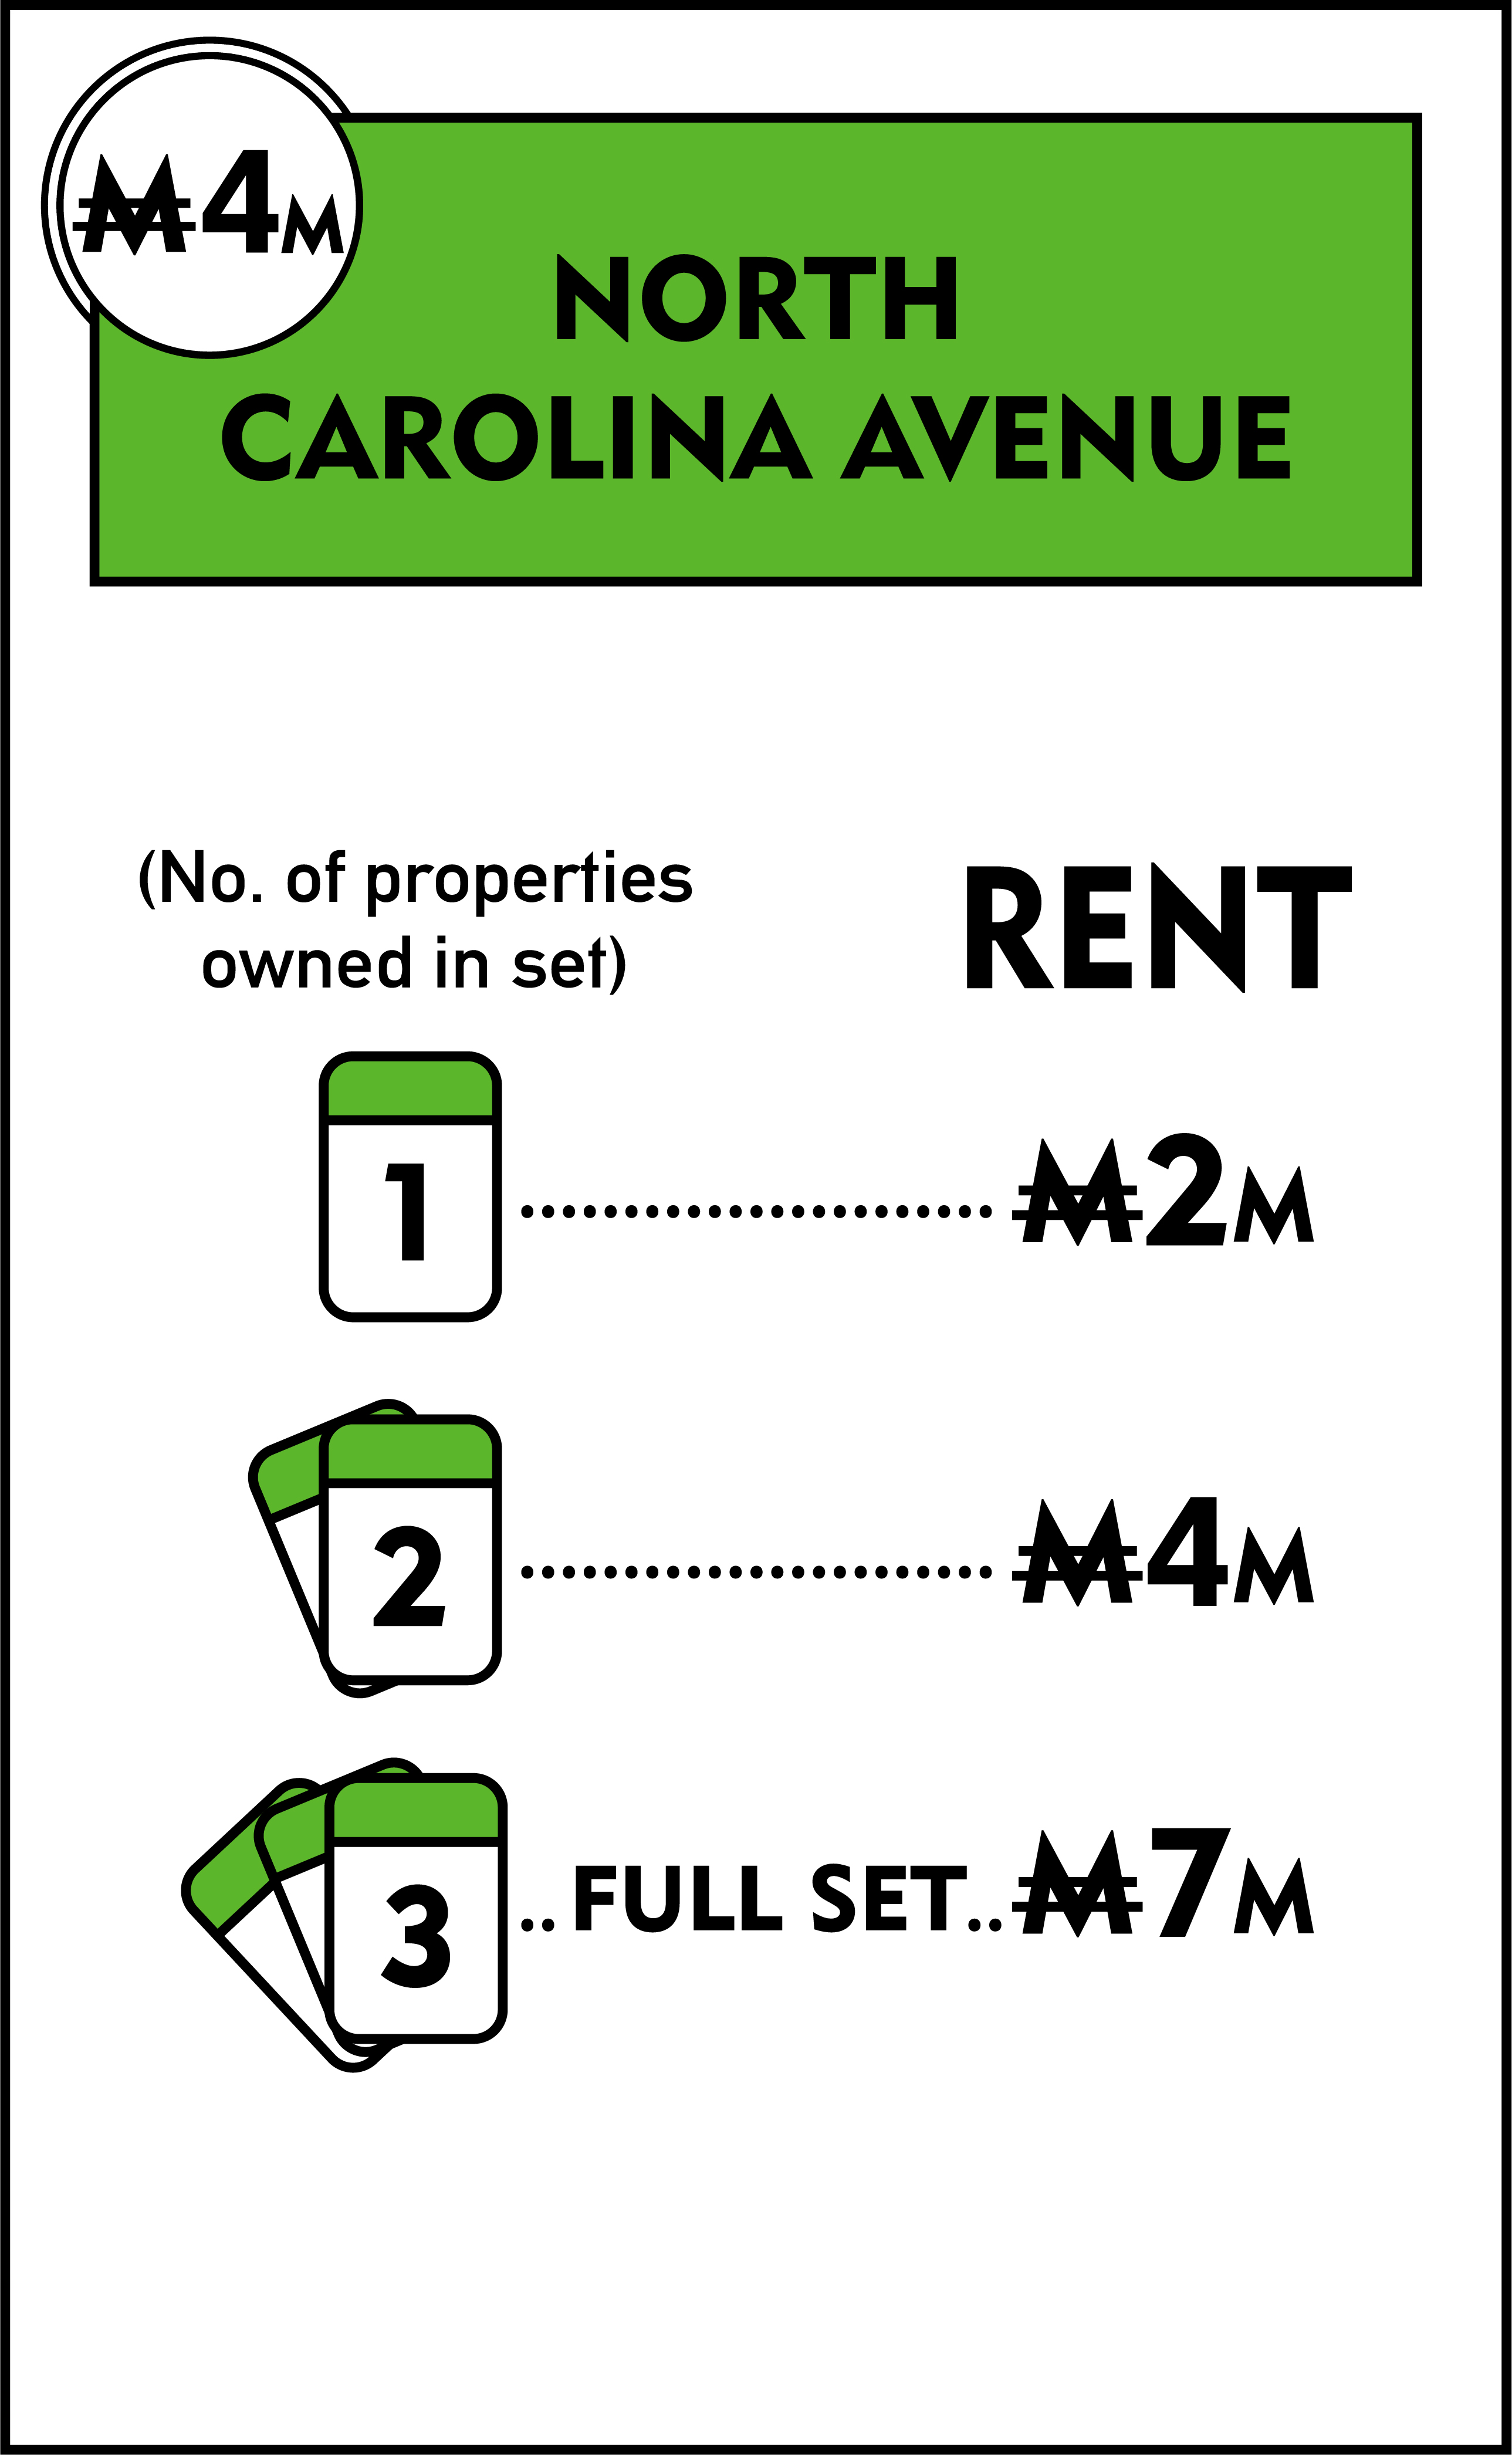 ₩4M
NORTH
CAROLINA AVENUE
(No. of properties
owned in set)
RENT
1 ....................... ₩2M
2 ....................... ₩4M
3 ..FULL SET.. ₩7M